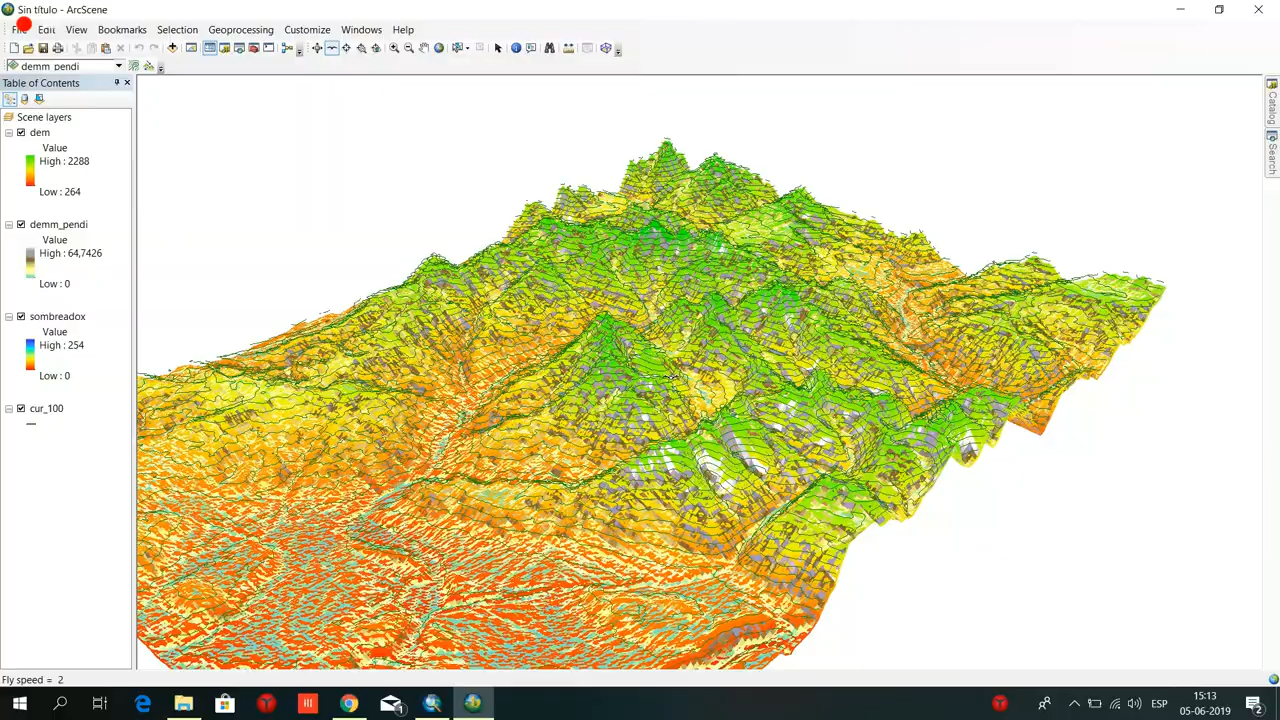 Sin título - ArcScene
File Edit View Bookmarks Selection Geoprocessing Customize Windows Help
demm_pendi
Table of Contents
Scene layers
dem
Value
High : 2288
Low : 264
demm_pendi
Value
High : 64,7426
Low : 0
sombreadox
Value
High : 254
Low : 0
cur_100
Catalog
Search
Fly speed = 2
1
ESP
15:13
05-06-2019
2